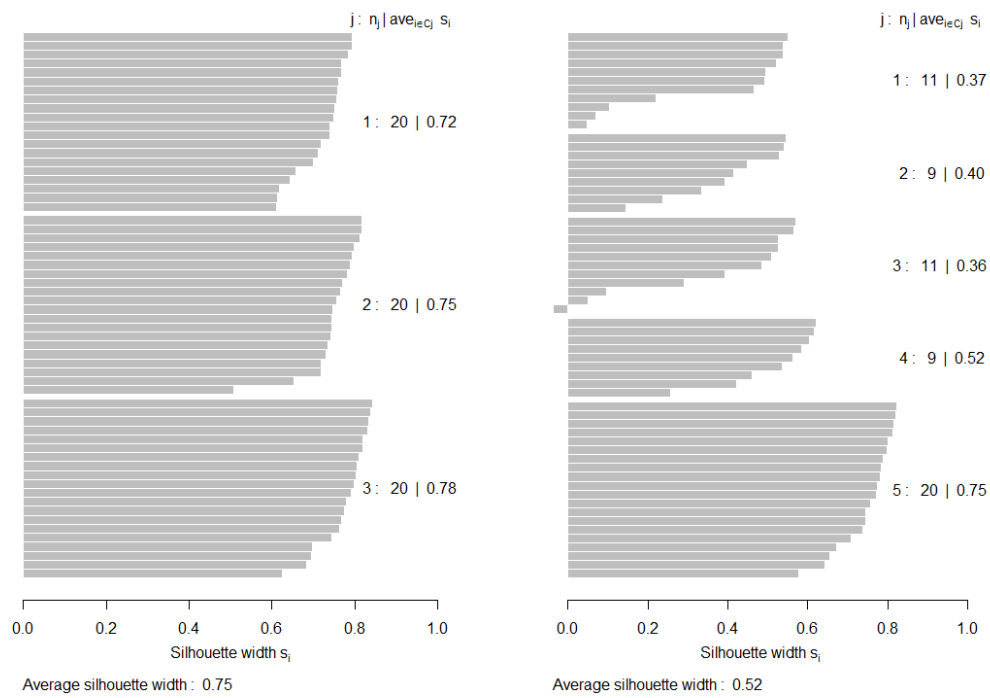 j : nj | avei∈Cj si
1 : 20 | 0.72
2 : 20 | 0.75
3 : 20 | 0.78
0.0 0.2 0.4 0.6 0.8 1.0
Silhouette width si
Average silhouette width : 0.75
j : nj | avei∈Cj si
1 : 11 | 0.37
2 : 9 | 0.40
3 : 11 | 0.36
4 : 9 | 0.52
5 : 20 | 0.75
0.0 0.2 0.4 0.6 0.8 1.0
Silhouette width si
Average silhouette width : 0.52